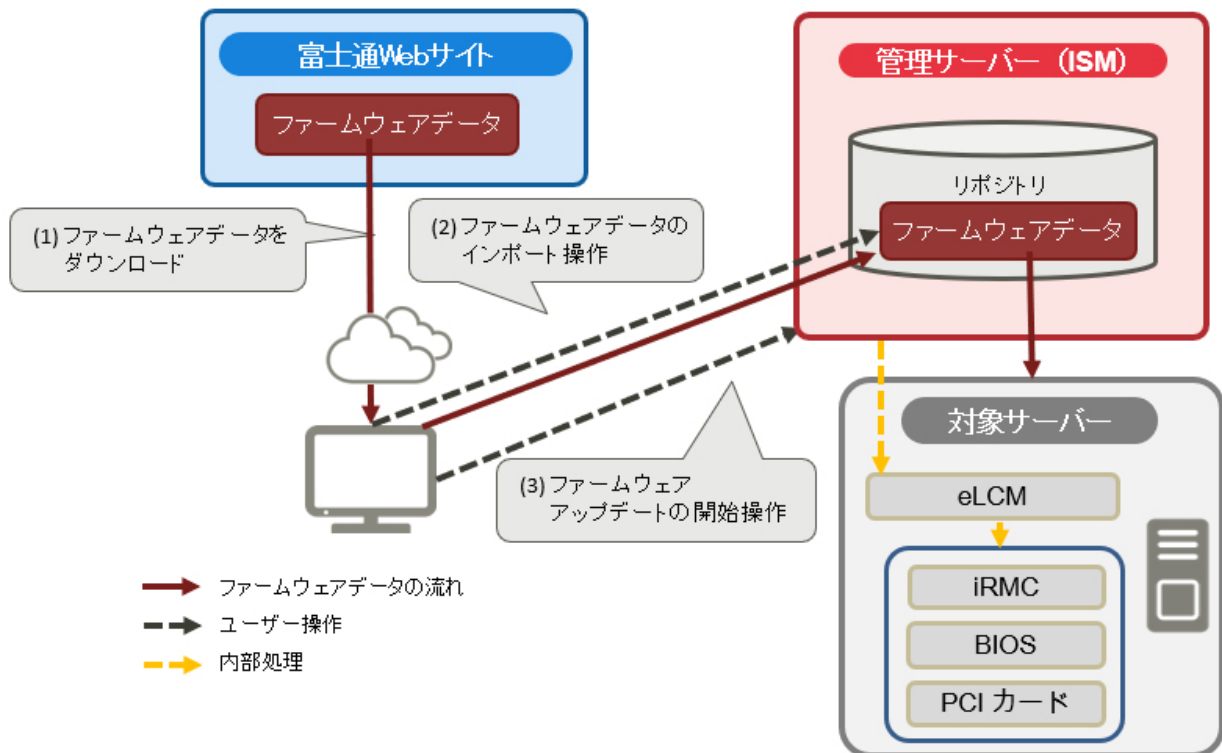 富士通Webサイト
ファームウェアデータ
管理サーバー（ISM）
リポジトリ
ファームウェアデータ
(1) ファームウェアデータを
ダウンロード
(2) ファームウェアデータの
インポート操作
(3) ファームウェア
アップデートの開始操作
対象サーバー
eLCM
iRMC
BIOS
PCI カード
ファームウェアデータの流れ
ユーザー操作
内部処理